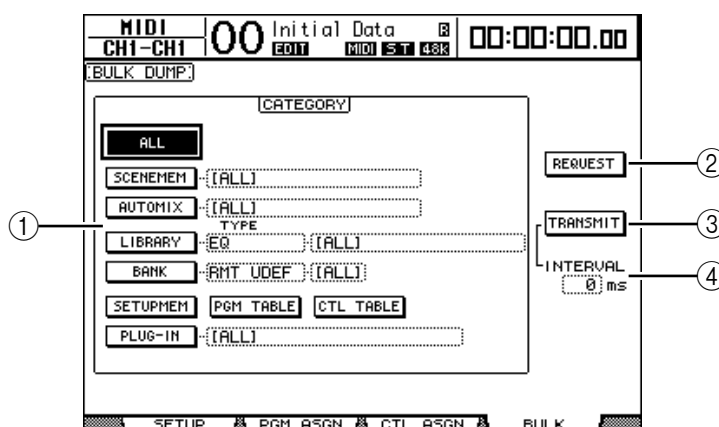 MIDI
CH1-CH1
00 Initial Data R
EDIT MIDI ST 48K
00:00:00.00
BULK DUMP
CATEGORY
ALL
REQUEST ②
SCENEMEM [ALL]
AUTOMIX [ALL]
① TYPE
TRANSMIT ③
LIBRARY EQ [ALL]
BANK RMT UDEF [ALL]
INTERVAL ④
0 ms
SETUPMEM PGM TABLE CTL TABLE
PLUG-IN [ALL]
SETUP PGM ASGN CTL ASGN BULK